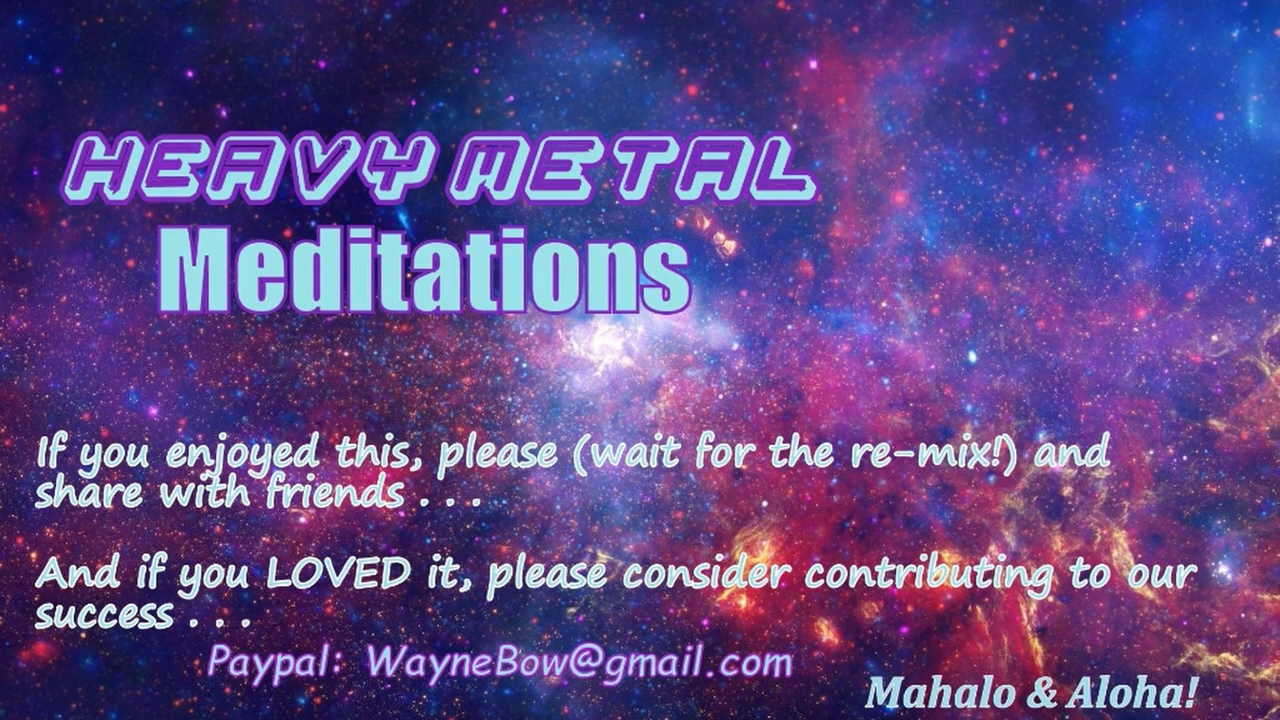 HEAVY METAL
Meditations
If you enjoyed this, please (wait for the re-mix!) and
share with friends . . .
And if you LOVED it, please consider contributing to our
success . . .
Paypal: WayneBow@gmail.com
Mahalo & Aloha!